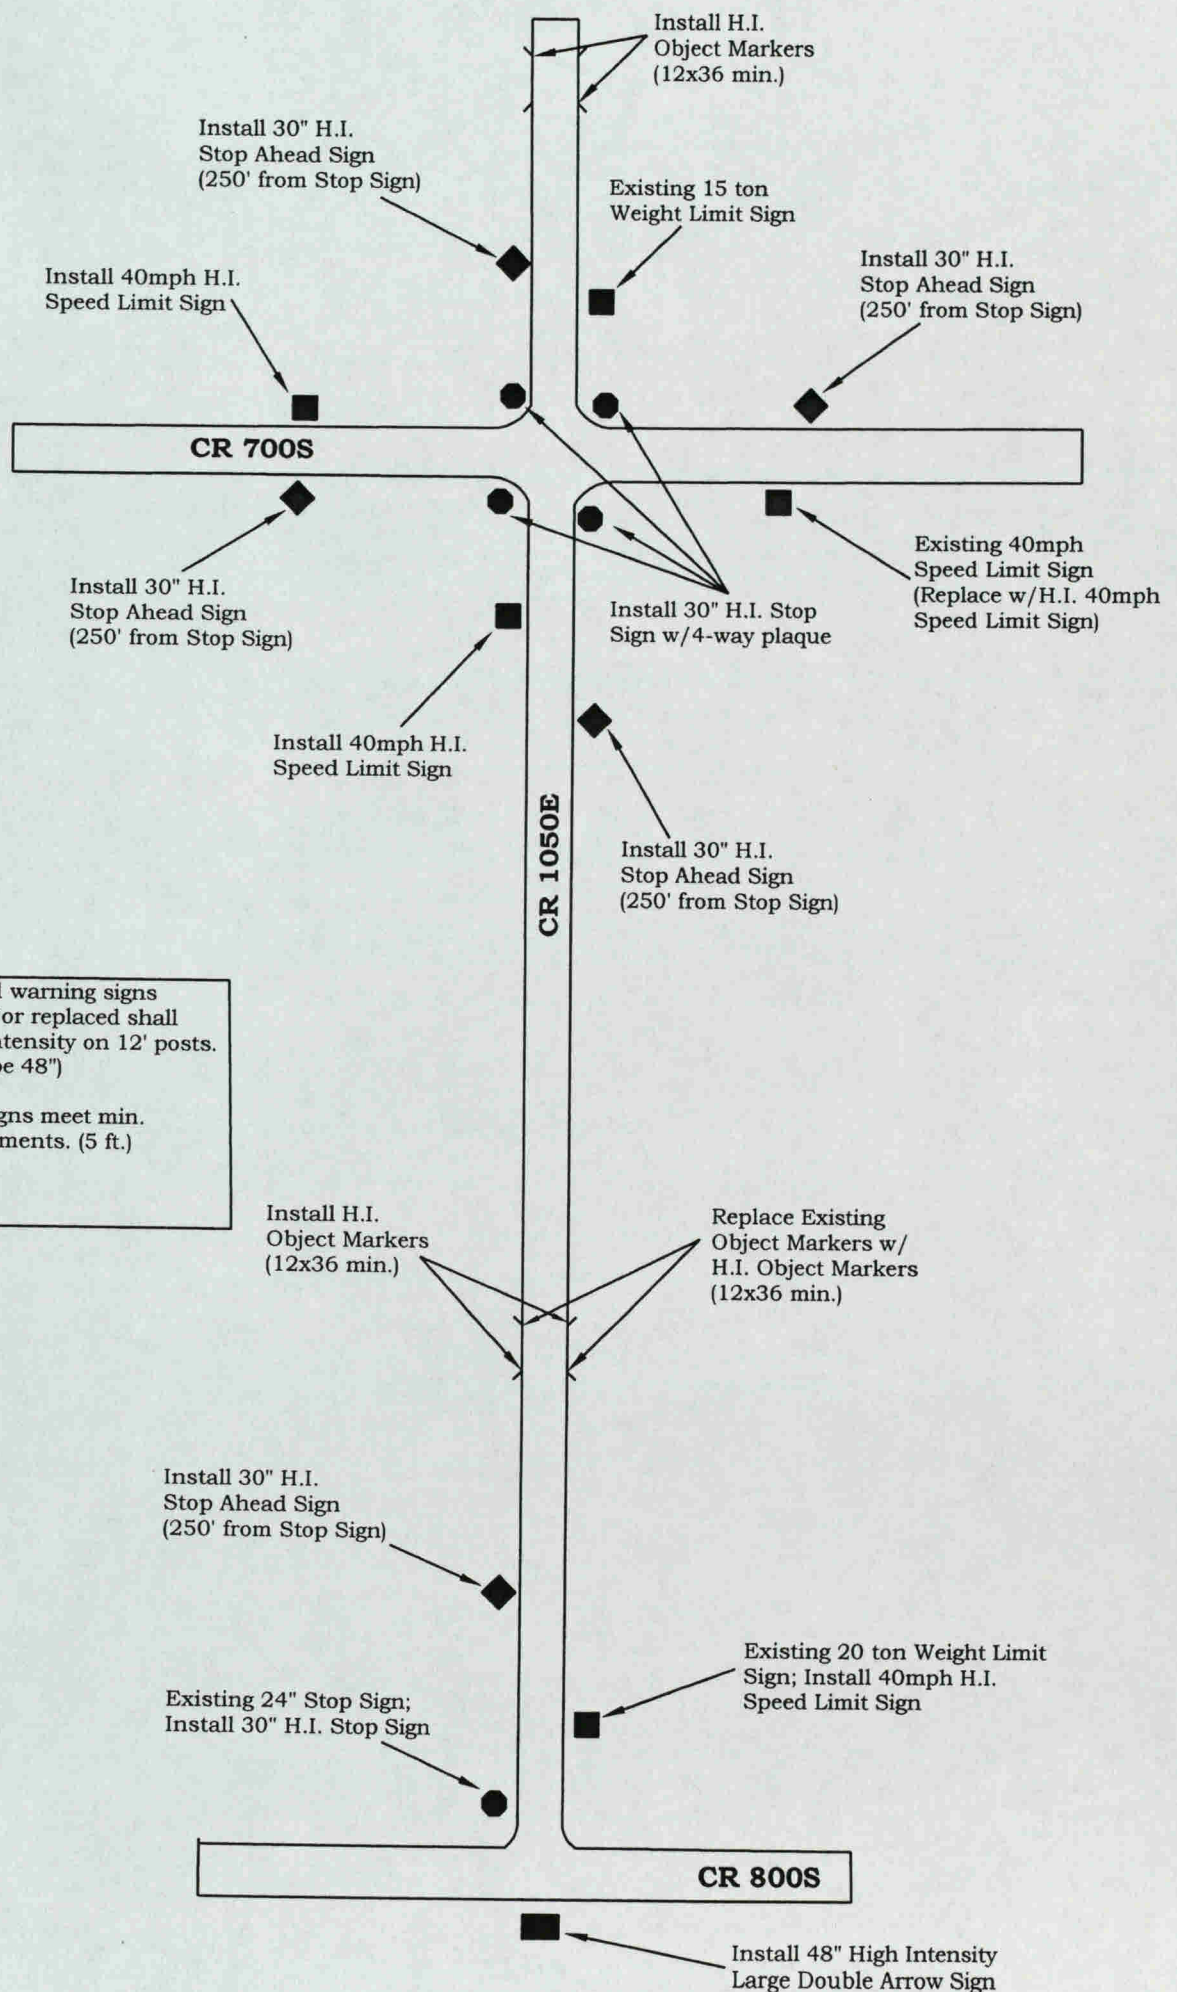 Install H.I.
Object Markers
(12x36 min.)
Install 30" H.I.
Stop Ahead Sign
(250' from Stop Sign)
Existing 15 ton
Weight Limit Sign
Install 40mph H.I.
Speed Limit Sign
Install 30" H.I.
Stop Ahead Sign
(250' from Stop Sign)
CR 700S
Install 30" H.I.
Stop Ahead Sign
(250' from Stop Sign)
Install 30" H.I. Stop
Sign w/4-way plaque
Existing 40mph
Speed Limit Sign
(Replace w/H.I. 40mph
Speed Limit Sign)
Install 40mph H.I.
Speed Limit Sign
CR 1050E
Install 30" H.I.
Stop Ahead Sign
(250' from Stop Sign)
warning signs
or replaced shall
on 12' posts.
48")
meet min.
(5 ft.)
Install H.I.
Object Markers
(12x36 min.)
Replace Existing
Object Markers w/
H.I. Object Markers
(12x36 min.)
Install 30" H.I.
Stop Ahead Sign
(250' from Stop Sign)
Existing 20 ton Weight Limit
Sign; Install 40mph H.I.
Speed Limit Sign
Existing 24" Stop Sign;
Install 30" H.I. Stop Sign
CR 800S
Install 48" High Intensity
Large Double Arrow Sign